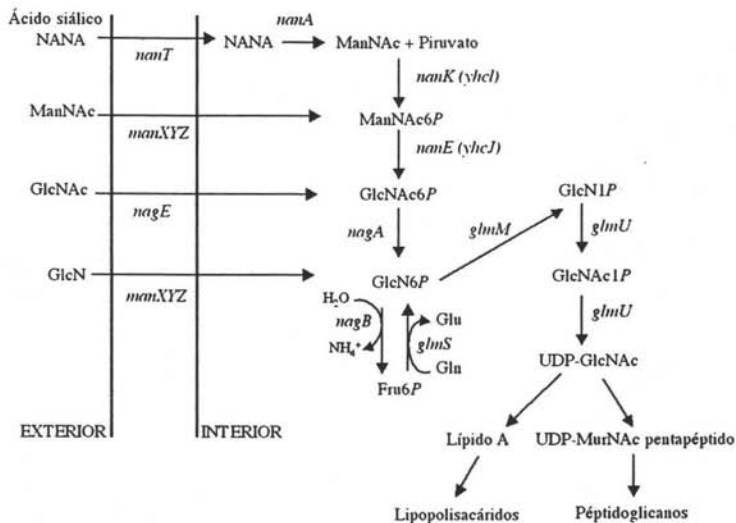 Ácido siálico
NANA
nanT
NANA
nanA
ManNAc + Piruvato
nanK (yhcI)
ManNAc
manXYZ
ManNAc6P
nanE (yhcJ)
GlcNAc
nagE
GlcNAc6P
nagA
glmM
GlcN1P
glmU
GlcN
manXYZ
GlcN6P
GlcNAc1P
H2O
nagB
NH4+
Glu
glmS
Gln
Fru6P
glmU
UDP-GlcNAc
EXTERIOR
INTERIOR
Lípido A
UDP-MurNAc pentapéptido
Lipopolisacáridos
Péptidoglicanos